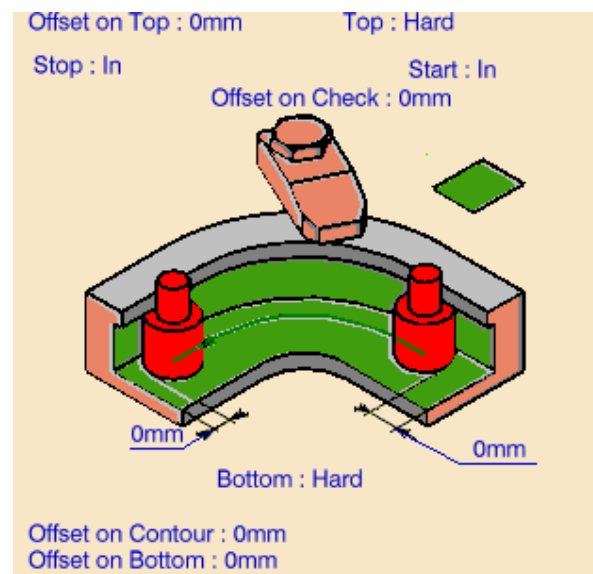 Offset on Top : 0mm
Top : Hard
Stop : In
Start : In
Offset on Check : 0mm
0mm
0mm
Bottom : Hard
Offset on Contour : 0mm
Offset on Bottom : 0mm